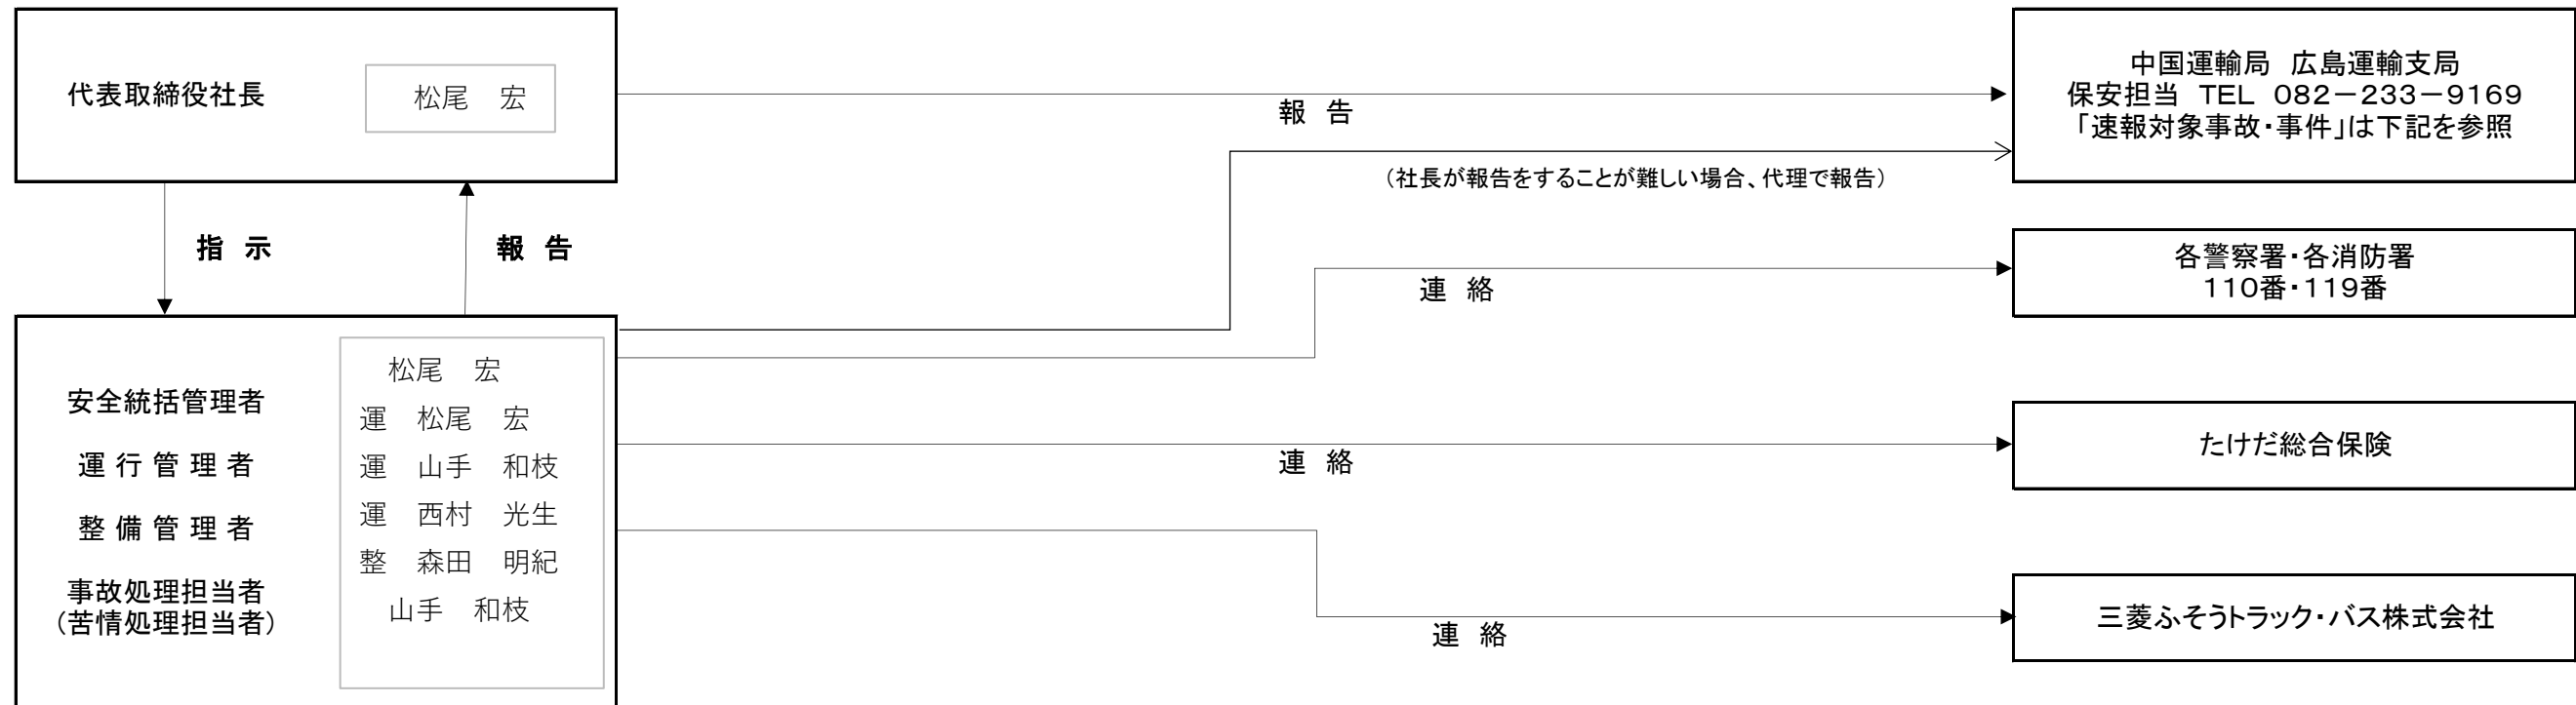 代表取締役社長
松尾　宏
報　告
中国運輸局　広島運輸支局
保安担当　TEL　082－233－9169
「速報対象事故・事件」は下記を参照
（社長が報告をすることが難しい場合、代理で報告）
指　示
報　告
連　絡
各警察署・各消防署
110番・119番
安全統括管理者
運 行 管 理 者
整 備 管 理 者
事故処理担当者
（苦情処理担当者）
松尾　宏
運　松尾　宏
運　山手　和枝
運　西村　光生
整　森田　明紀
山手　和枝
連　絡
たけだ総合保険
連　絡
三菱ふそうトラック・バス株式会社